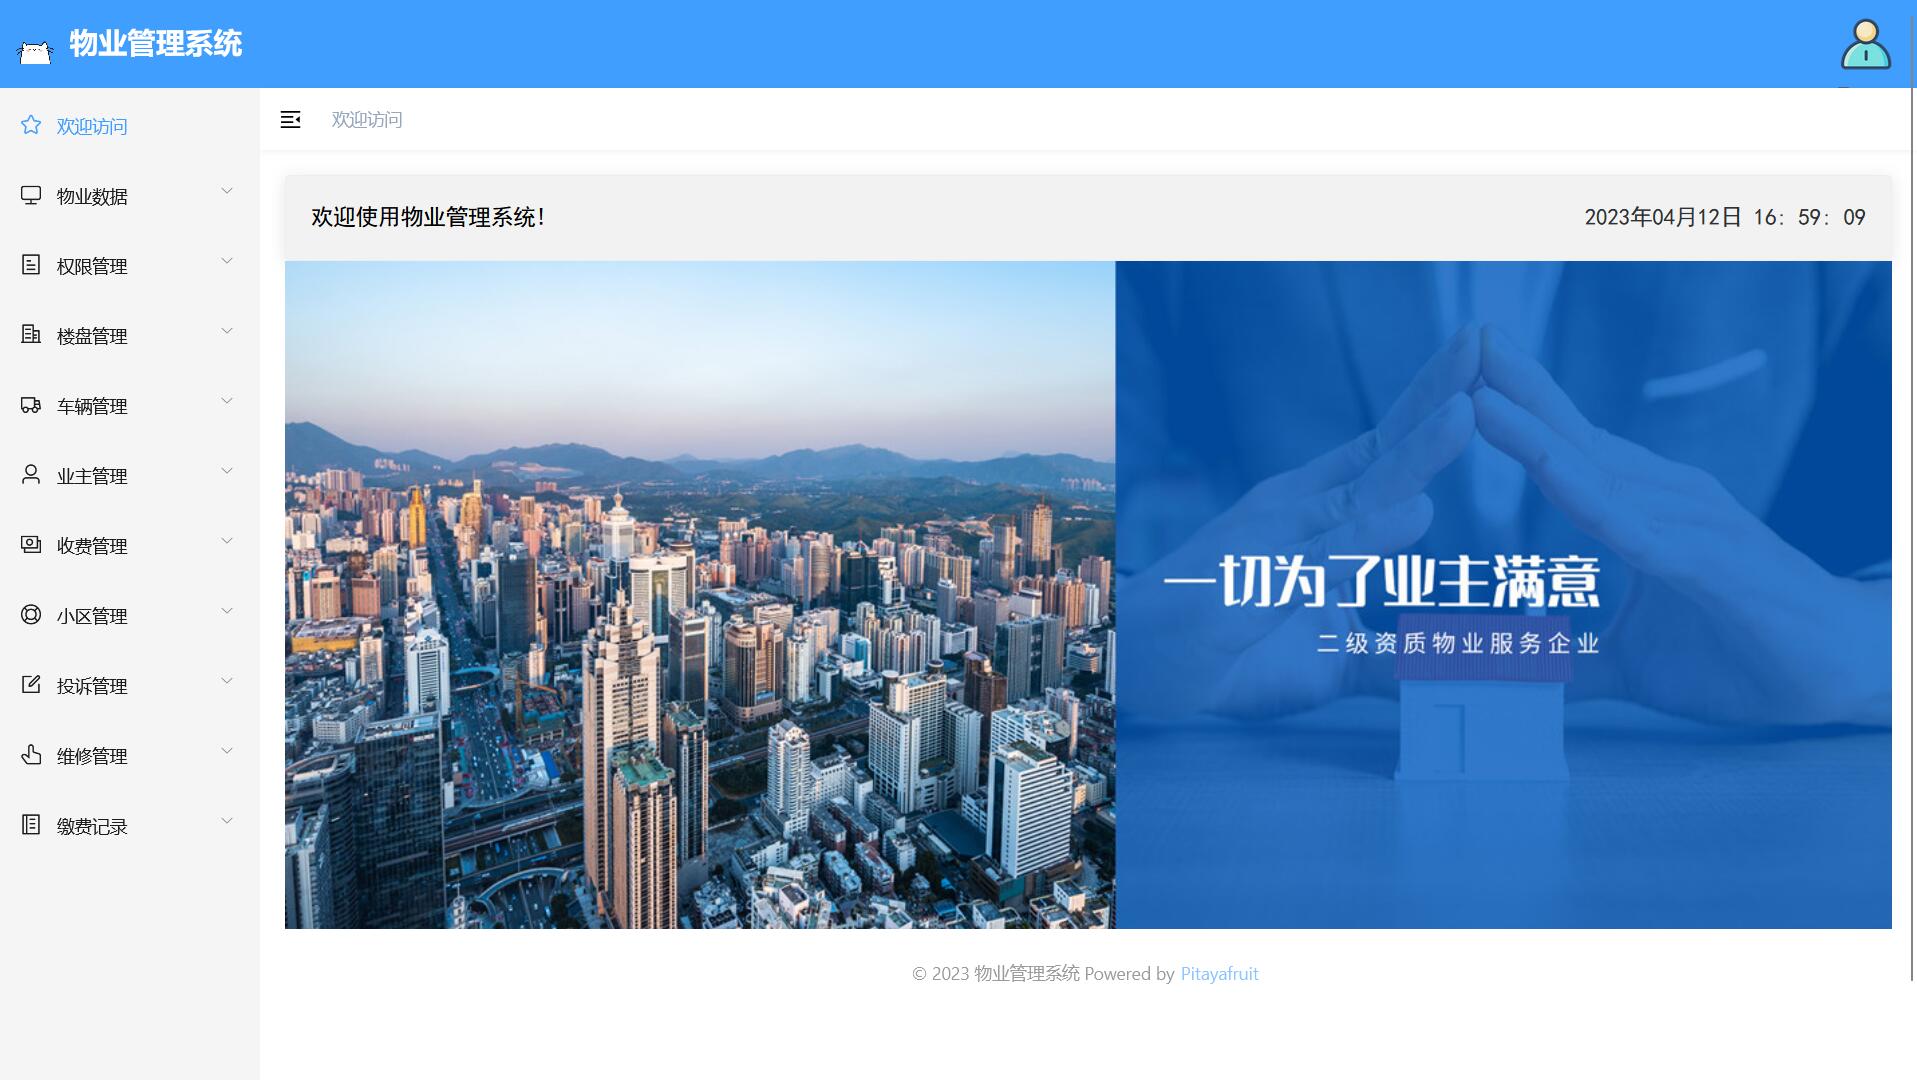 物业管理系统
欢迎访问
欢迎访问
物业数据
权限管理
楼盘管理
车辆管理
业主管理
收费管理
小区管理
投诉管理
维修管理
缴费记录
欢迎使用物业管理系统!
2023年04月12日 16: 59: 09
一切为了业主满意
二级资质物业服务企业
© 2023 物业管理系统 Powered by Pitayafruit